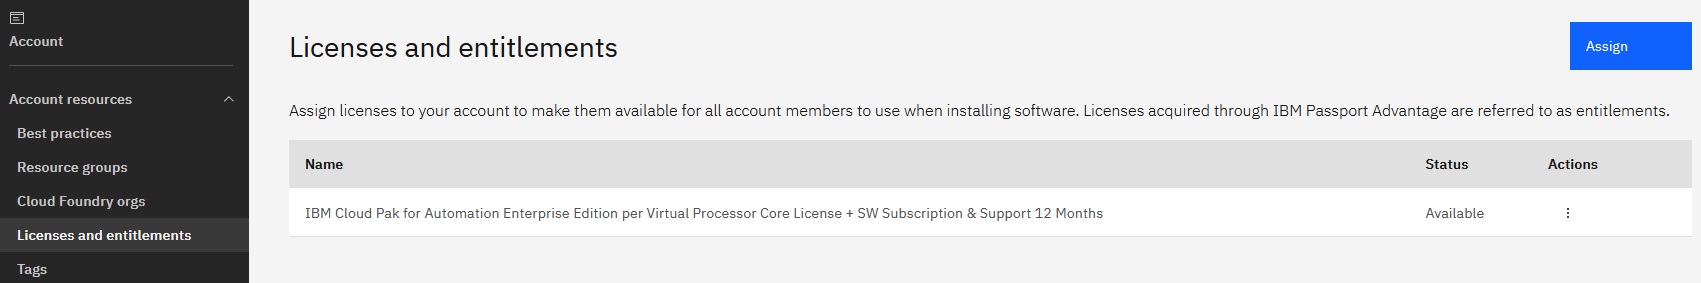 Account
Account resources
Best practices
Resource groups
Cloud Foundry orgs
Licenses and entitlements
Tags
Licenses and entitlements
Assign
Assign licenses to your account to make them available for all account members to use when installing software. Licenses acquired through IBM Passport Advantage are referred to as entitlements.
Name Status Actions
IBM Cloud Pak for Automation Enterprise Edition per Virtual Processor Core License + SW Subscription & Support 12 Months Available